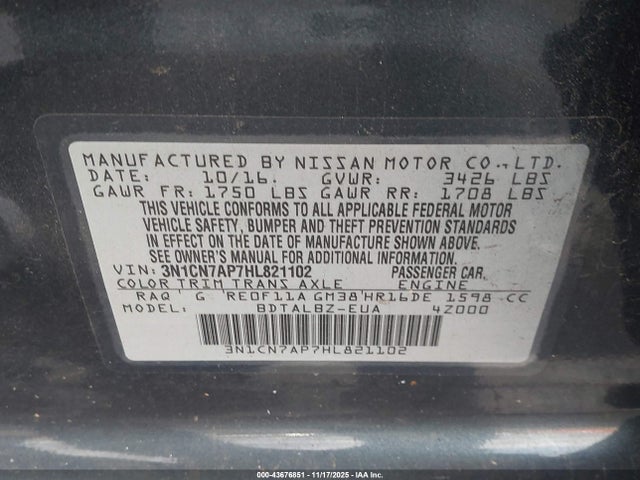 MANUFACTURED BY NISSAN MOTOR CO.,LTD.
DATE: 10/16. GVWR: 3426 LBS
GAWR FR: 1750 LBS GAWR RR: 1708 LBS
THIS VEHICLE CONFORMS TO ALL APPLICABLE FEDERAL MOTOR
VEHICLE SAFETY, BUMPER AND THEFT PREVENTION STANDARDS
IN EFFECT ON THE DATE OF MANUFACTURE SHOWN ABOVE.
SEE OWNER'S MANUAL FOR ADDITIONAL INFORMATION.
VIN: 3N1CN7AP7HL821102 PASSENGER CAR.
COLOR TRIM TRANS AXLE ENGINE
RAQ G RE0F11A GM38 HR16DE 1598 CC
MODEL: BDTALBZ-EUA 4Z000
3N1CN7AP7HL821102
000-43676851 - 11/17/2025 - IAA Inc.